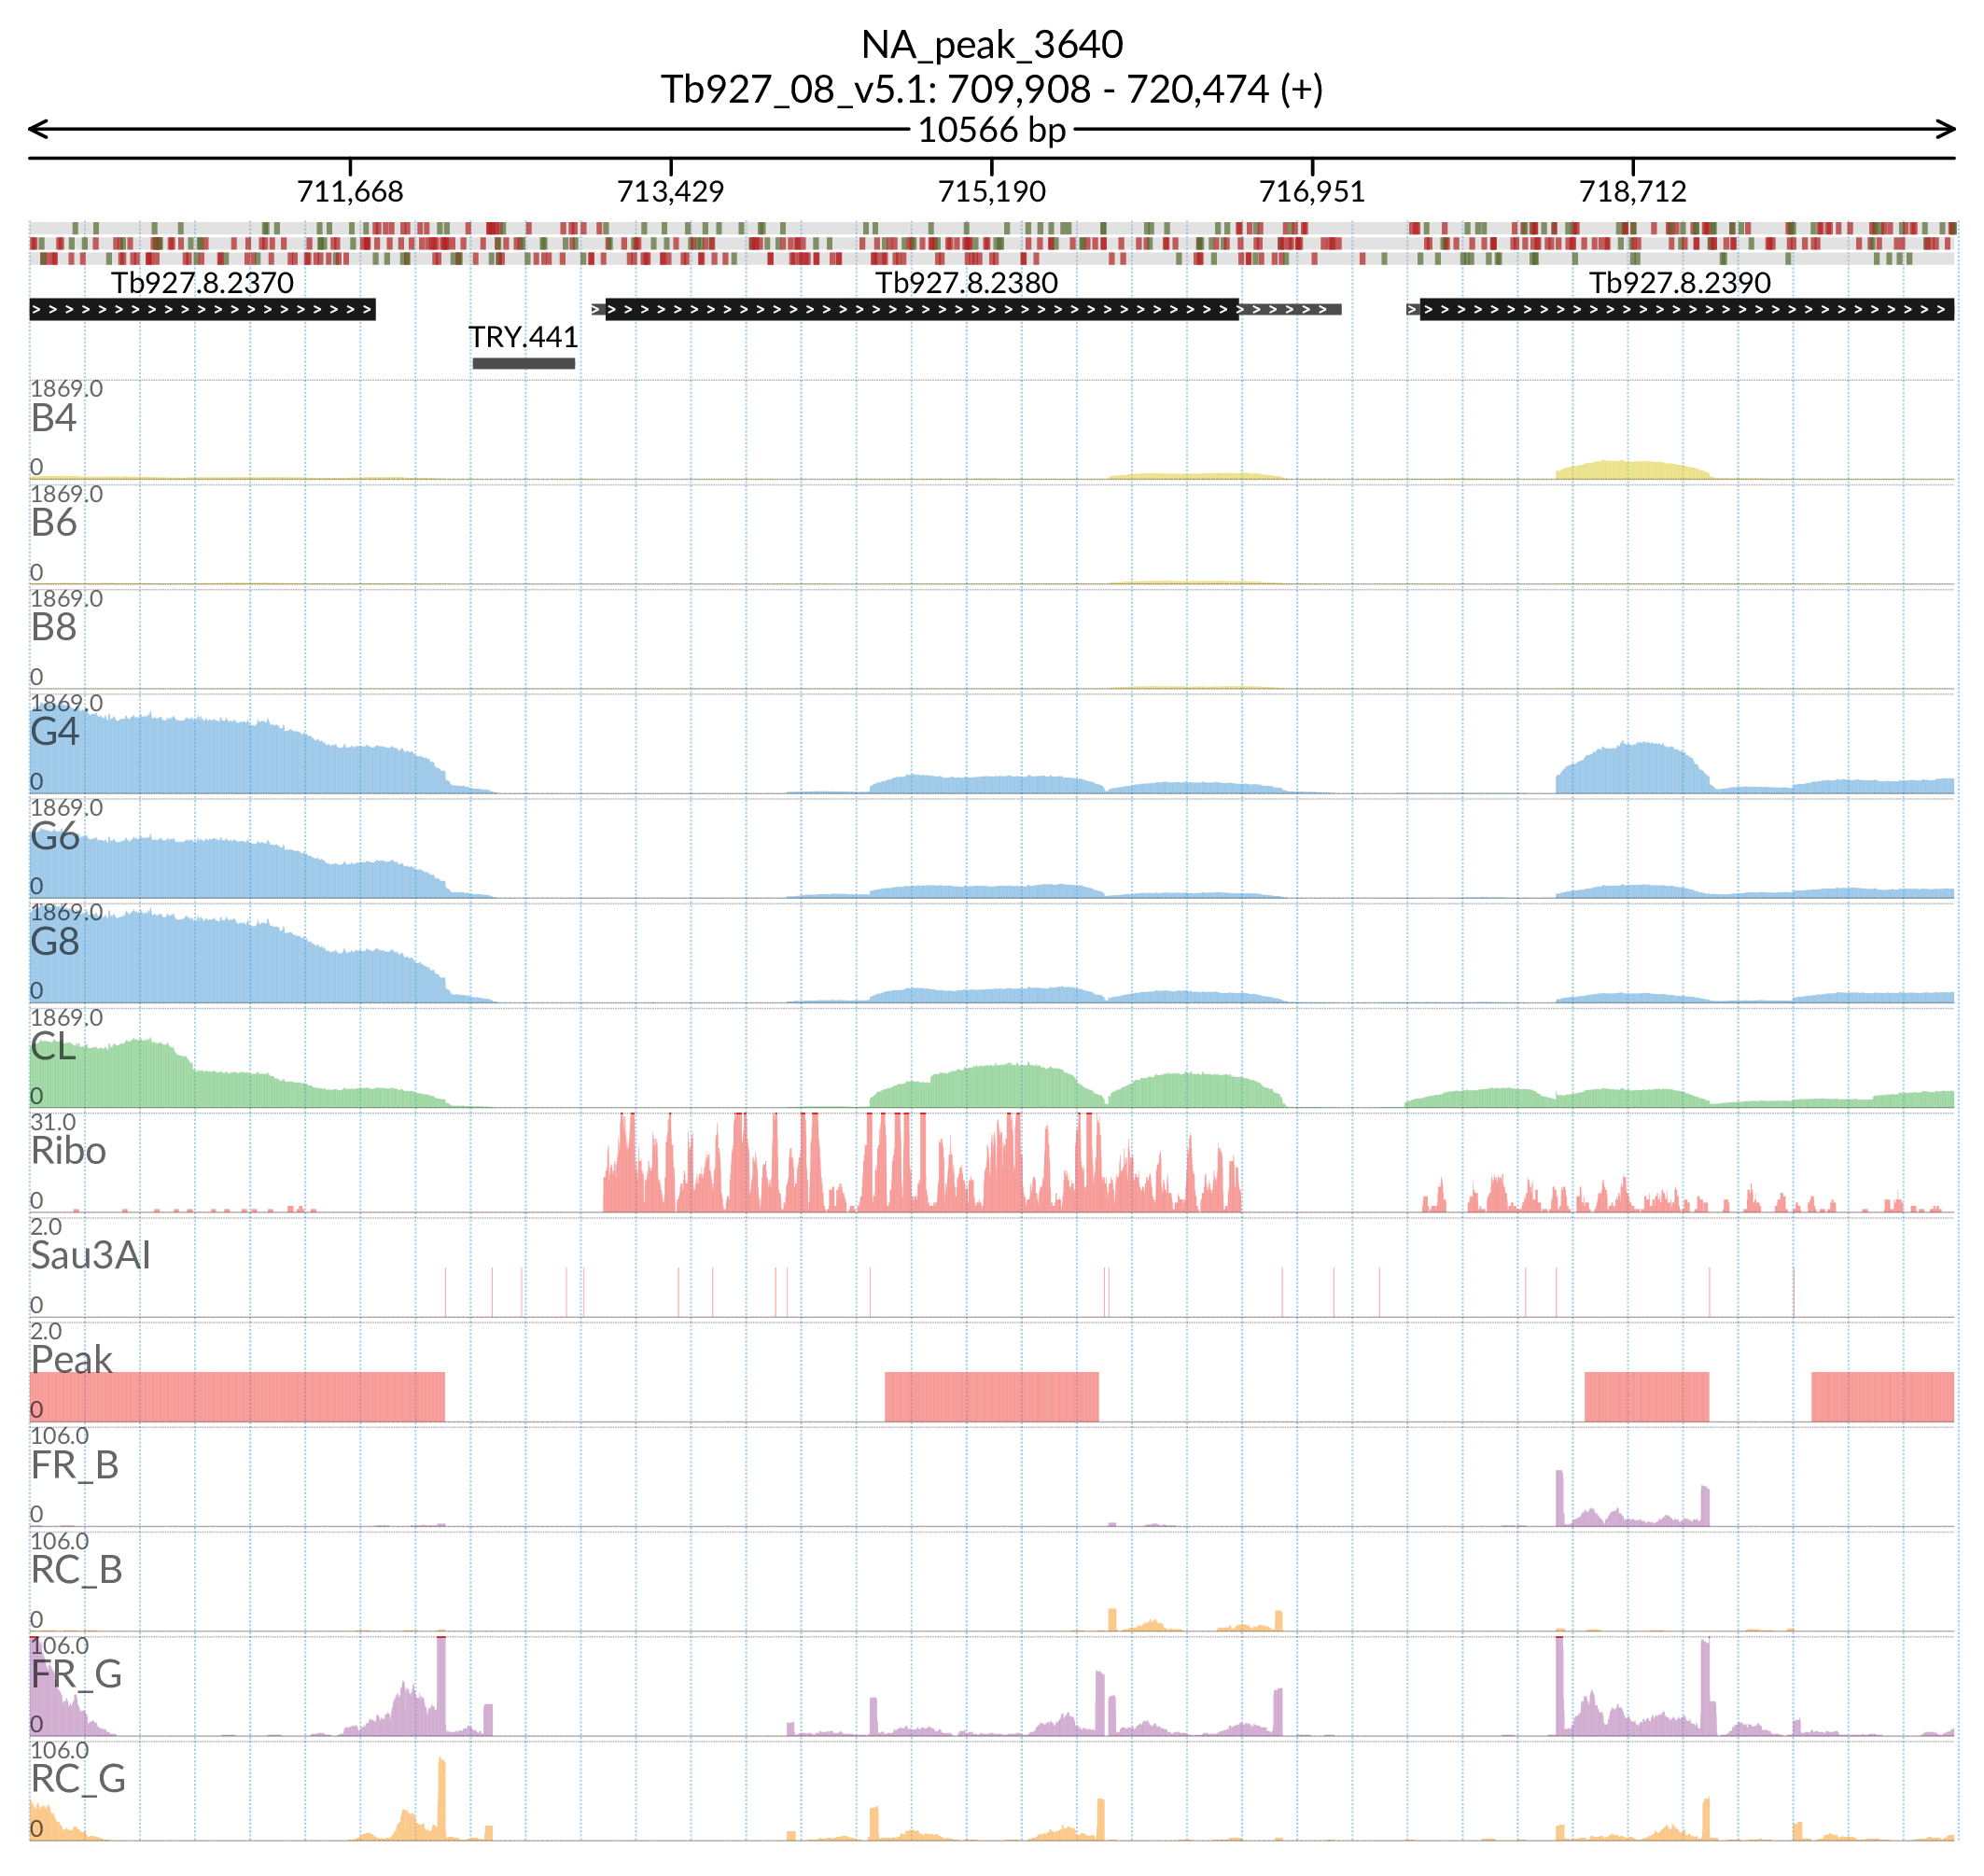 NA_peak_3640
Tb927_08_v5.1: 709,908 - 720,474 (+)
10566 bp
711,668 713,429 715,190 716,951 718,712
Tb927.8.2370 Tb927.8.2380 Tb927.8.2390
TRY.441
1869.0
B4
0
1869.0
B6
0
1869.0
B8
0
1869.0
G4
0
1869.0
G6
0
1869.0
G8
0
1869.0
CL
0
31.0
Ribo
0
2.0
Sau3AI
0
2.0
Peak
0
106.0
FR_B
0
106.0
RC_B
0
106.0
FR_G
0
106.0
RC_G
0